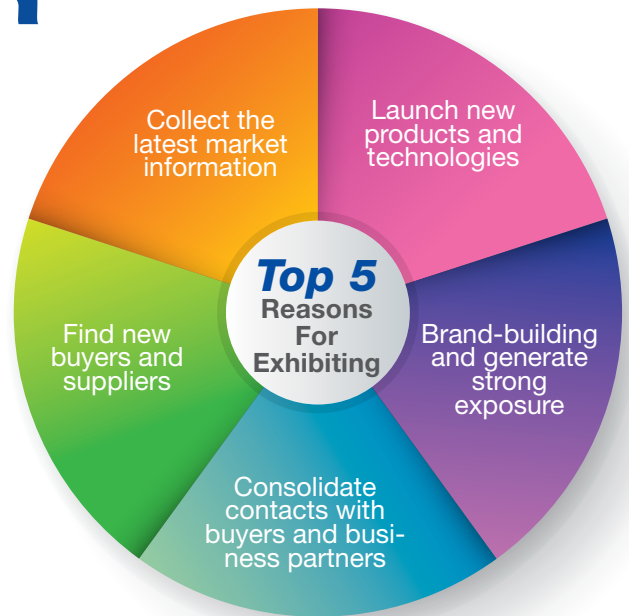 Collect the
latest market
information
Launch new
products and
technologies
Top 5
Reasons
For
Exhibiting
Find new
buyers and
suppliers
Brand-building
and generate
strong
exposure
Consolidate
contacts with
buyers and busi-
ness partners